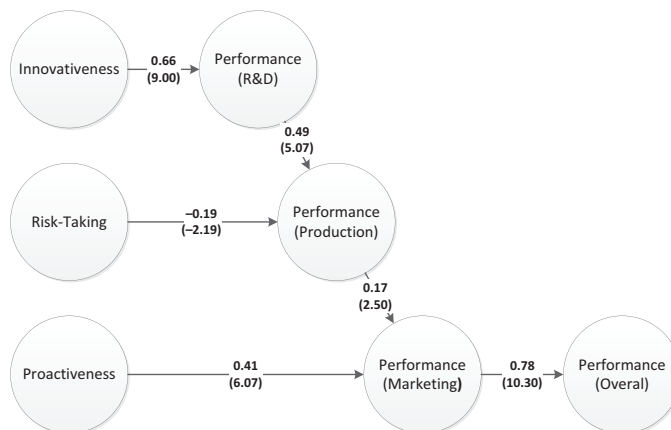 Innovativeness
0.66
(9.00)
Performance
(R&D)
0.49
(5.07)
Risk-Taking
–0.19
(–2.19)
Performance
(Production)
0.17
(2.50)
Proactiveness
0.41
(6.07)
Performance
(Marketing)
0.78
(10.30)
Performance
(Overal)